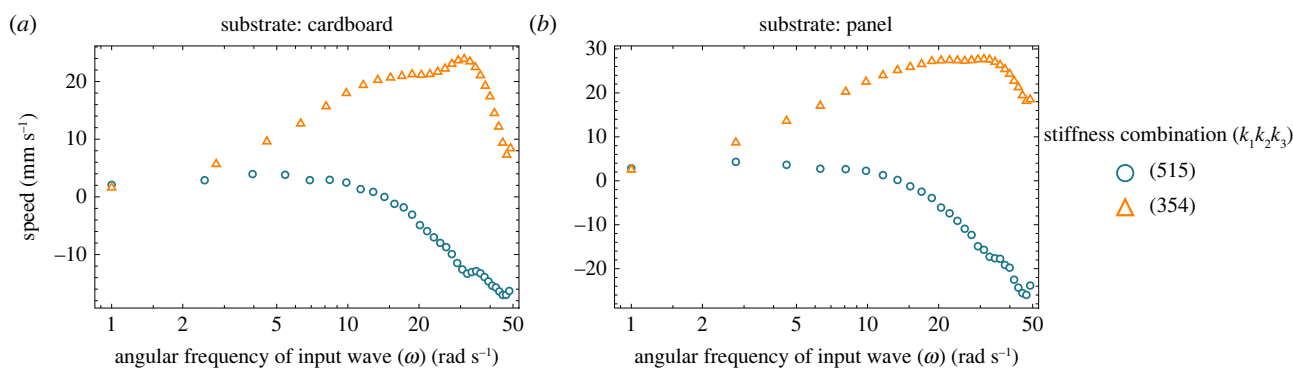 (a) substrate: cardboard
20
10
0
−10
speed (mm s−1)
1 2 5 10 20 50
angular frequency of input wave (ω) (rad s−1)
(b) substrate: panel
30
20
10
0
−10
−20
1 2 5 10 20 50
angular frequency of input wave (ω) (rad s−1)
stiffness combination (k1k2k3)
(515)
(354)